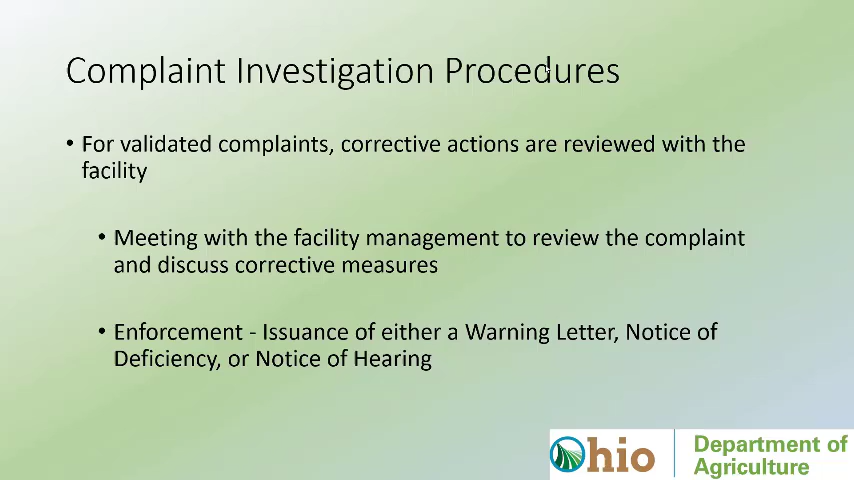 Complaint Investigation Procedures
• For validated complaints, corrective actions are reviewed with the
facility
• Meeting with the facility management to review the complaint
and discuss corrective measures
• Enforcement - Issuance of either a Warning Letter, Notice of
Deficiency, or Notice of Hearing
Ohio
Department of
Agriculture